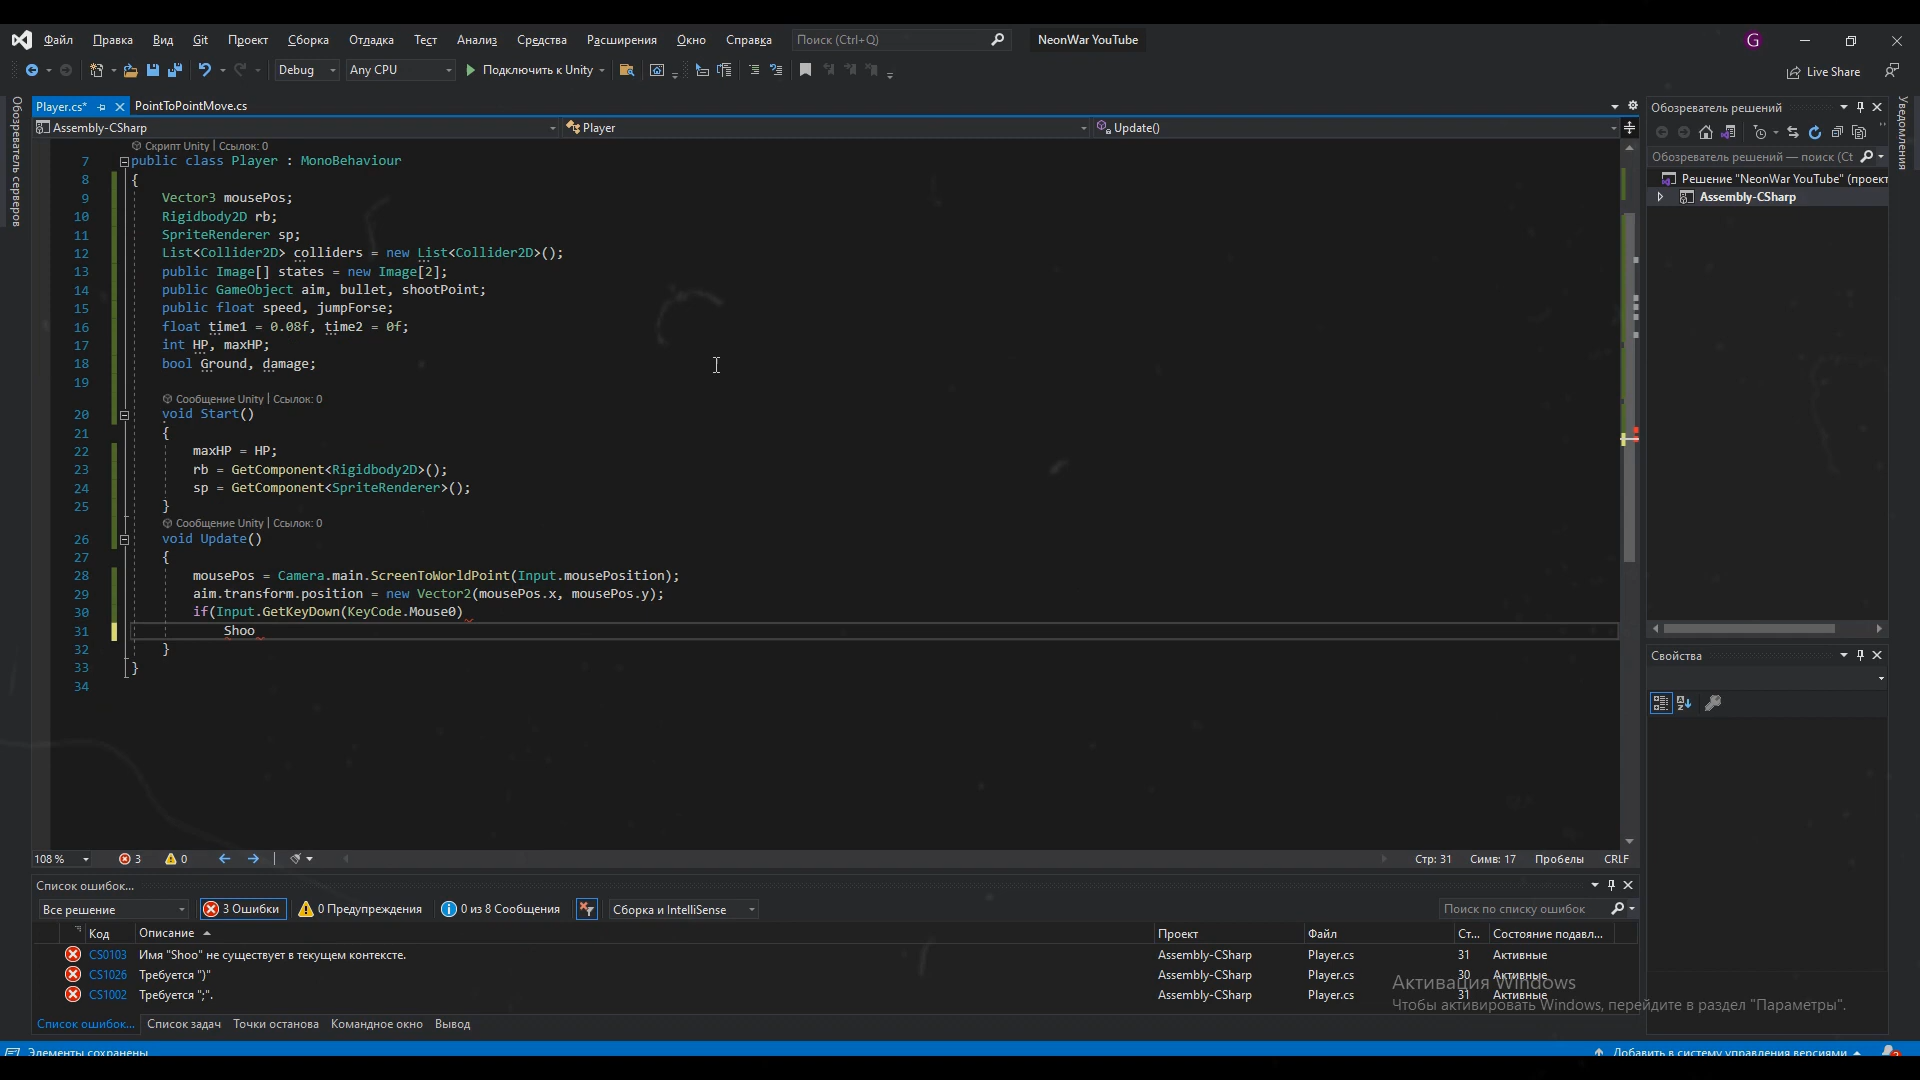 Файл Правка Вид Git Проект Сборка Отладка Тест Анализ Средства Расширения Окно Справка Поиск (Ctrl+Q) NeonWar YouTube G
Debug Any CPU Подключить к Unity Live Share
Обозреватель серверов
Player.cs* PointToPointMove.cs
Assembly-CSharp Player Update()
Скрипт Unity | Ссылок: 0
7 public class Player : MonoBehaviour
8 {
9 Vector3 mousePos;
10 Rigidbody2D rb;
11 SpriteRenderer sp;
12 List<Collider2D> colliders = new List<Collider2D>();
13 public Image[] states = new Image[2];
14 public GameObject aim, bullet, shootPoint;
15 public float speed, jumpForse;
16 float time1 = 0.08f, time2 = 0f;
17 int HP, maxHP;
18 bool Ground, damage;
19
Сообщение Unity | Ссылок: 0
20 void Start()
21 {
22 maxHP = HP;
23 rb = GetComponent<Rigidbody2D>();
24 sp = GetComponent<SpriteRenderer>();
25 }
Сообщение Unity | Ссылок: 0
26 void Update()
27 {
28 mousePos = Camera.main.ScreenToWorldPoint(Input.mousePosition);
29 aim.transform.position = new Vector2(mousePos.x, mousePos.y);
30 if(Input.GetKeyDown(KeyCode.Mouse0)
31 Shoo
32 }
33 }
34
108 % 3 0 Стр: 31 Симв: 17 Пробелы CRLF
Список ошибок...
Все решение 3 Ошибки 0 Предупреждения 0 из 8 Сообщения Сборка и IntelliSense Поиск по списку ошибок
Код Описание Проект Файл Ст... Состояние подавл...
CS0103 Имя "Shoo" не существует в текущем контексте. Assembly-CSharp Player.cs 31 Активные
CS1026 Требуется ")" Assembly-CSharp Player.cs 30 Активные
CS1002 Требуется ";". Assembly-CSharp Player.cs 31 Активные
Список ошибок... Список задач Точки останова Командное окно Вывод
Элементы сохранены Добавить в систему управления версиями 2
Обозреватель решений
Обозреватель решений — поиск (Ct
Решение "NeonWar YouTube" (проект
Assembly-CSharp
Свойства
Уведомления
Активация Windows
Чтобы активировать Windows, перейдите в раздел "Параметры".